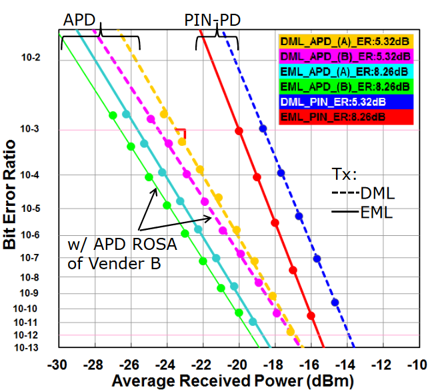 APD
PIN-PD
DML_APD_(A)_ER:5.32dB
DML_APD_(B)_ER:5.32dB
EML_APD_(A)_ER:8.26dB
EML_APD_(B)_ER:8.26dB
DML_PIN_ER:5.32dB
EML_PIN_ER:8.26dB
Tx:
DML
EML
w/ APD ROSA
of Vender B
Bit Error Ratio
10-2
10-3
10-4
10-5
10-6
10-7
10-8
10-9
10-10
10-11
10-12
10-13
-30 -28 -26 -24 -22 -20 -18 -16 -14 -12 -10
Average Received Power (dBm)